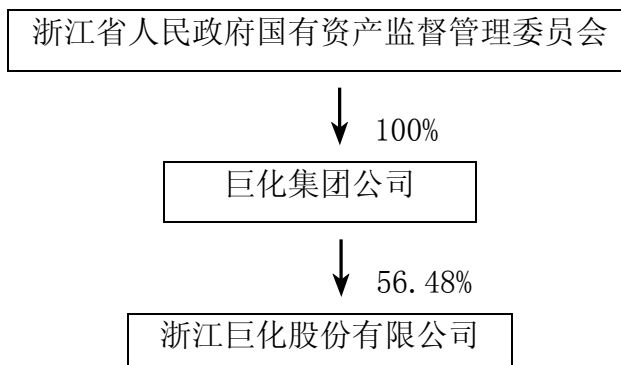 浙江省人民政府国有资产监督管理委员会
100%
巨化集团公司
56.48%
浙江巨化股份有限公司